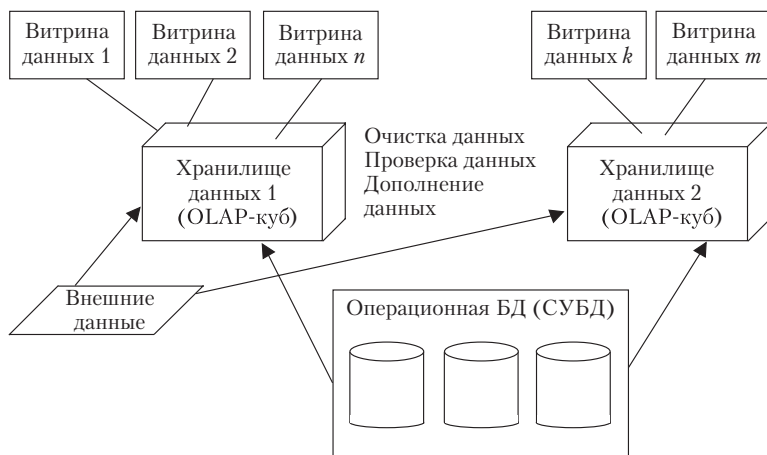 Витрина
данных 1
Витрина
данных 2
Витрина
данных n
Витрина
данных k
Витрина
данных m
Хранилище
данных 1
(OLAP-куб)
Очистка данных
Проверка данных
Дополнение
данных
Хранилище
данных 2
(OLAP-куб)
Внешние
данные
Операционная БД (СУБД)